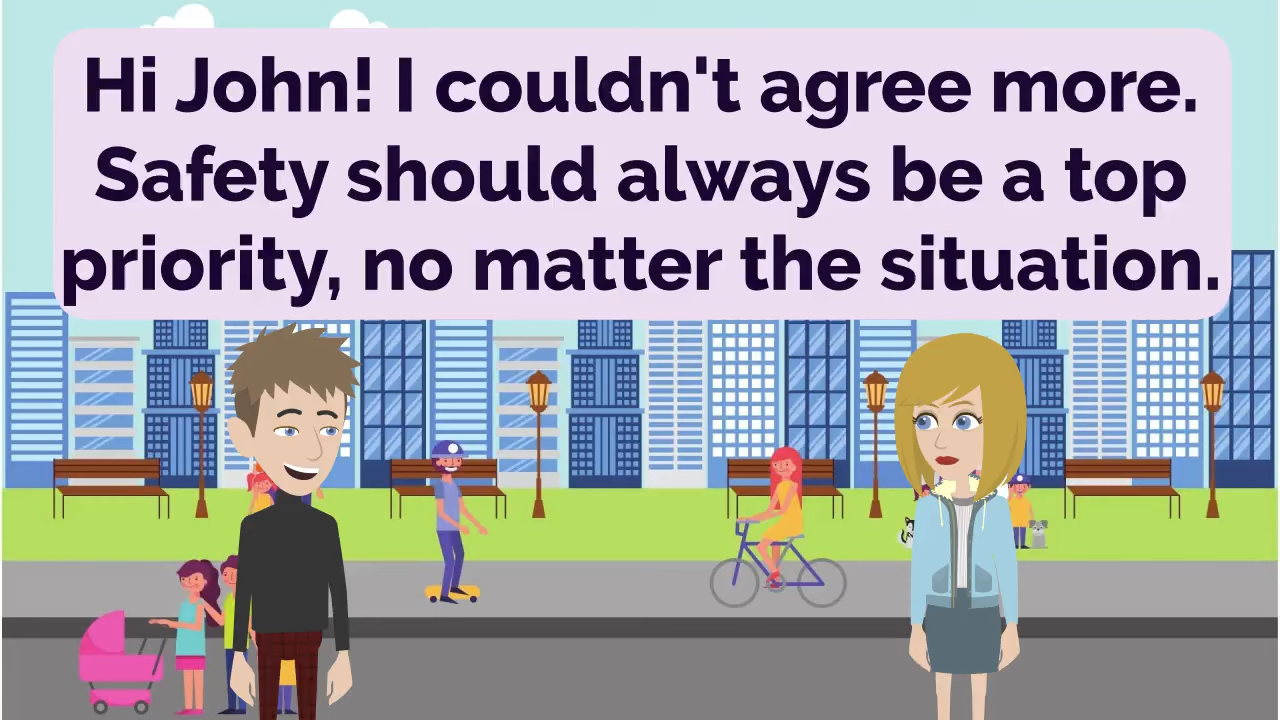 Hi John! I couldn't agree more.
Safety should always be a top
priority, no matter the situation.